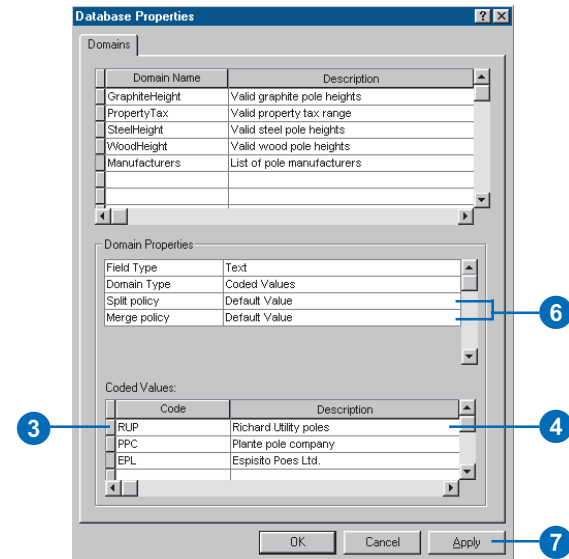 Database Properties
Domains
Domain Name Description
GraphiteHeight Valid graphite pole heights
PropertyTax Valid property tax range
SteelHeight Valid steel pole heights
WoodHeight Valid wood pole heights
Manufacturers List of pole manufacturers
Domain Properties
Field Type Text
Domain Type Coded Values
Split policy Default Value
Merge policy Default Value
6
Coded Values:
Code Description
3 RUP Richard Utility poles 4
PPC Plante pole company
EPL Espisito Poes Ltd.
OK Cancel Apply 7